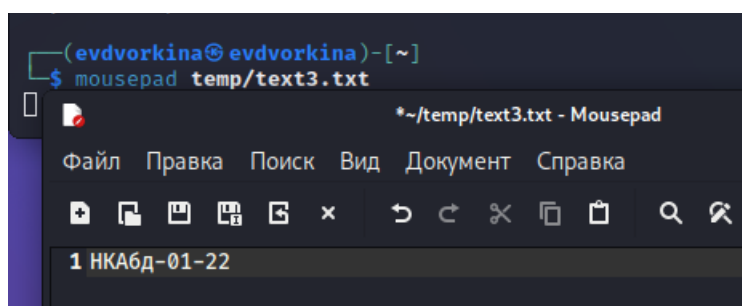 (evdvorkina㉿evdvorkina)-[~]
$ mousepad temp/text3.txt
*~/temp/text3.txt - Mousepad
Файл Правка Поиск Вид Документ Справка
1 НКАбд-01-22